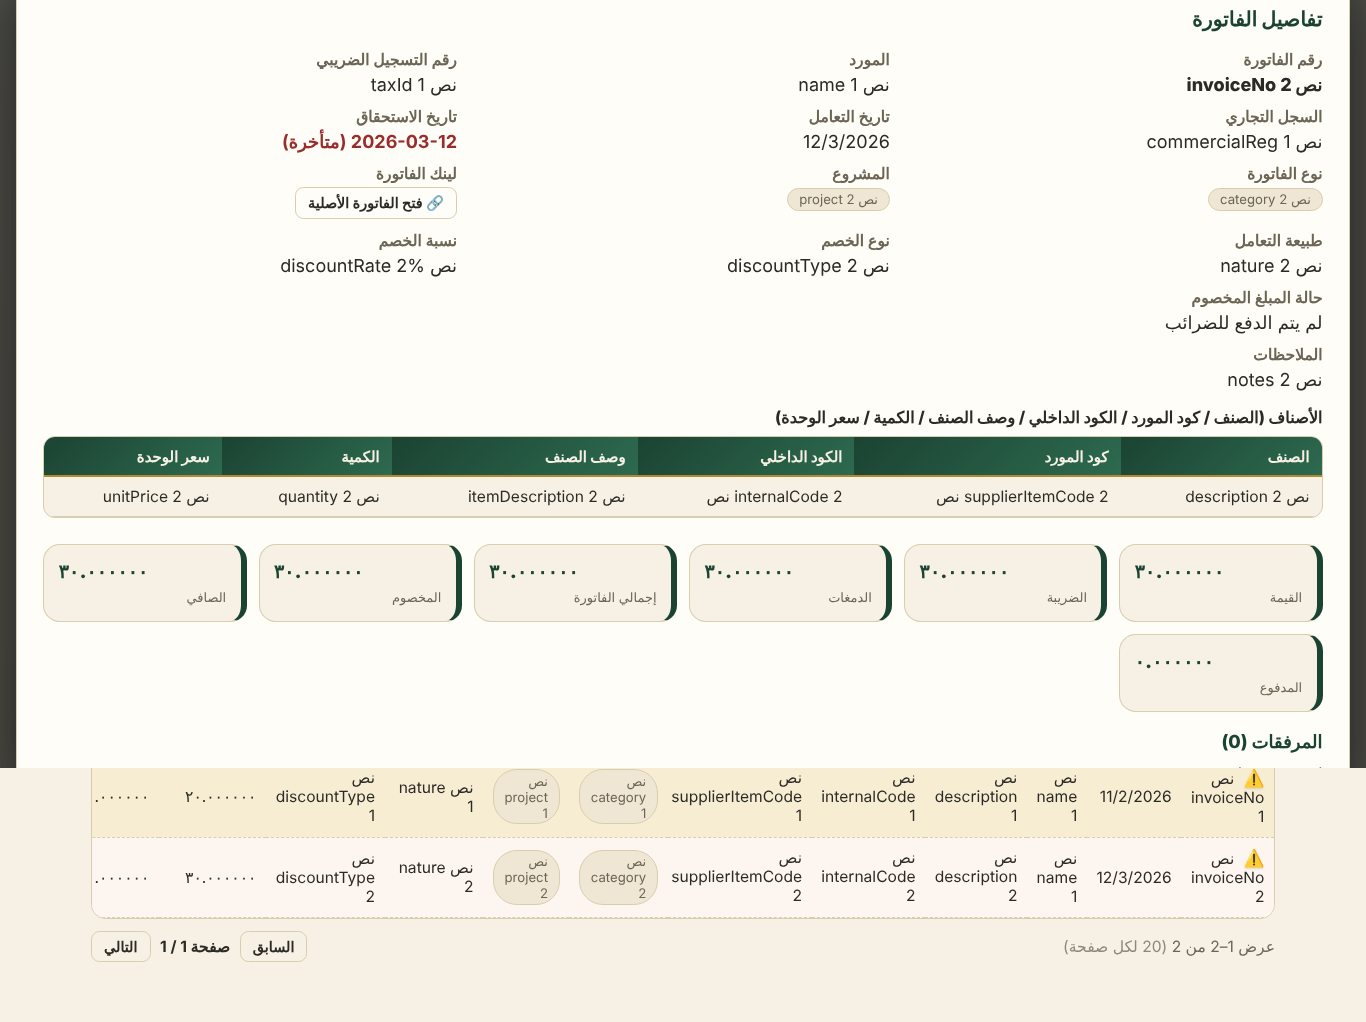 تفاصيل الفاتورة
رقم الفاتورة المورد رقم التسجيل الضريبي
نص 2 invoiceNo نص 1 name نص 1 taxId
السجل التجاري تاريخ التعامل تاريخ الاستحقاق
نص 1 commercialReg 12/3/2026 2026-03-12 (متأخرة)
نوع الفاتورة المشروع لينك الفاتورة
نص 2 category نص 2 project 🔗 فتح الفاتورة الأصلية
طبيعة التعامل نوع الخصم نسبة الخصم
نص 2 nature نص 2 discountType نص discountRate 2%
حالة المبلغ المخصوم
لم يتم الدفع للضرائب
الملاحظات
نص 2 notes
الأصناف (الصنف / كود المورد / الكود الداخلي / وصف الصنف / الكمية / سعر الوحدة)
الصنف كود المورد الكود الداخلي وصف الصنف الكمية سعر الوحدة
نص 2 description نص supplierItemCode 2 نص internalCode 2 نص 2 itemDescription نص 2 quantity نص 2 unitPrice
٣٠.٠٠٠٠٠٠ ٣٠.٠٠٠٠٠٠ ٣٠.٠٠٠٠٠٠ ٣٠.٠٠٠٠٠٠ ٣٠.٠٠٠٠٠٠ ٣٠.٠٠٠٠٠٠
القيمة الضريبة الدمغات إجمالي الفاتورة المخصوم الصافي
٠.٠٠٠٠٠٠
المدفوع
المرفقات (0)
⚠️ نص invoiceNo 1 11/2/2026 نص name 1 نص description 1 نص internalCode 1 نص supplierItemCode 1 نص category 1 نص project 1 نص nature 1 نص discountType 1 ٢٠.٠٠٠٠٠٠ .٠٠٠٠٠٠
⚠️ نص invoiceNo 2 12/3/2026 نص name 1 نص description 2 نص internalCode 2 نص supplierItemCode 2 نص category 2 نص project 2 نص nature 2 نص discountType 2 ٣٠.٠٠٠٠٠٠ .٠٠٠٠٠٠
عرض 1–2 من 2 (20 لكل صفحة) السابق صفحة 1 / 1 التالي